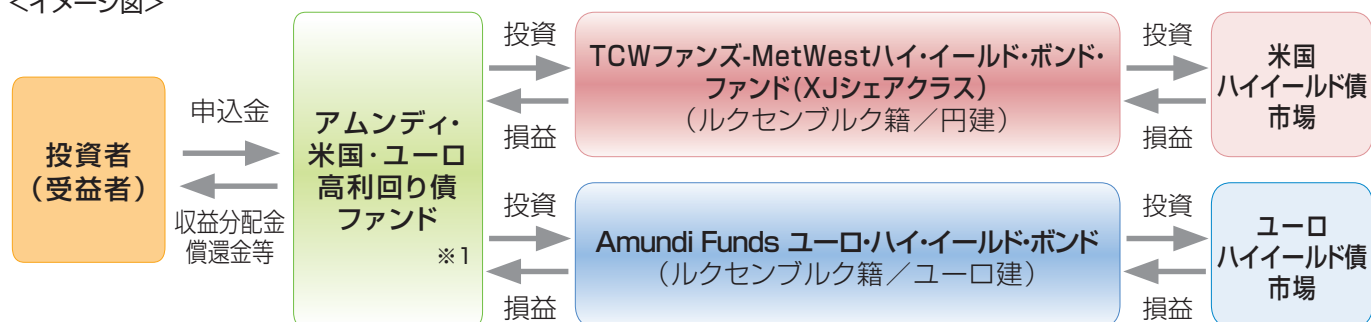 <イメージ図>
投資者
(受益者)
申込金
収益分配金
償還金等
アムンディ・
米国・ユーロ
高利回り債
ファンド
※1
投資
損益
TCWファンズ-MetWestハイ・イールド・ボンド・
ファンド(XJシェアクラス)
(ルクセンブルク籍/円建)
投資
損益
米国
ハイイールド債
市場
投資
損益
Amundi Funds ユーロ・ハイ・イールド・ボンド
(ルクセンブルク籍/ユーロ建)
投資
損益
ユーロ
ハイイールド債
市場